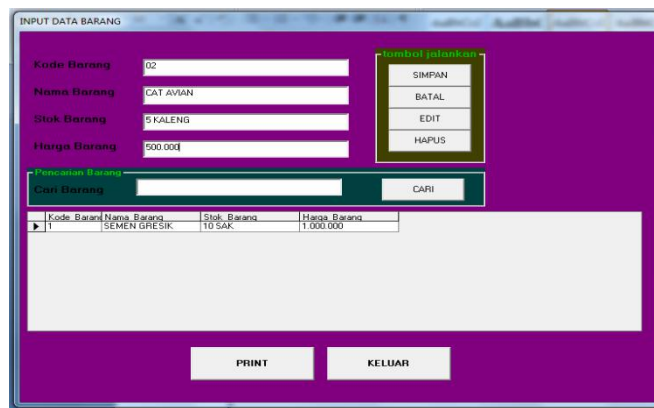 INPUT DATA BARANG
Kode Barang 02
Nama Barang CAT AVIAN
Stok Barang 5 KALENG
Harga Barang 500.000
tombol jalankan
SIMPAN
BATAL
EDIT
HAPUS
Pencarian Barang
Cari Barang CARI
Kode_Barang Nama_Barang Stok_Barang Harga_Barang
1 SEMEN GRESIK 10 SAK 1.000.000
PRINT KELUAR